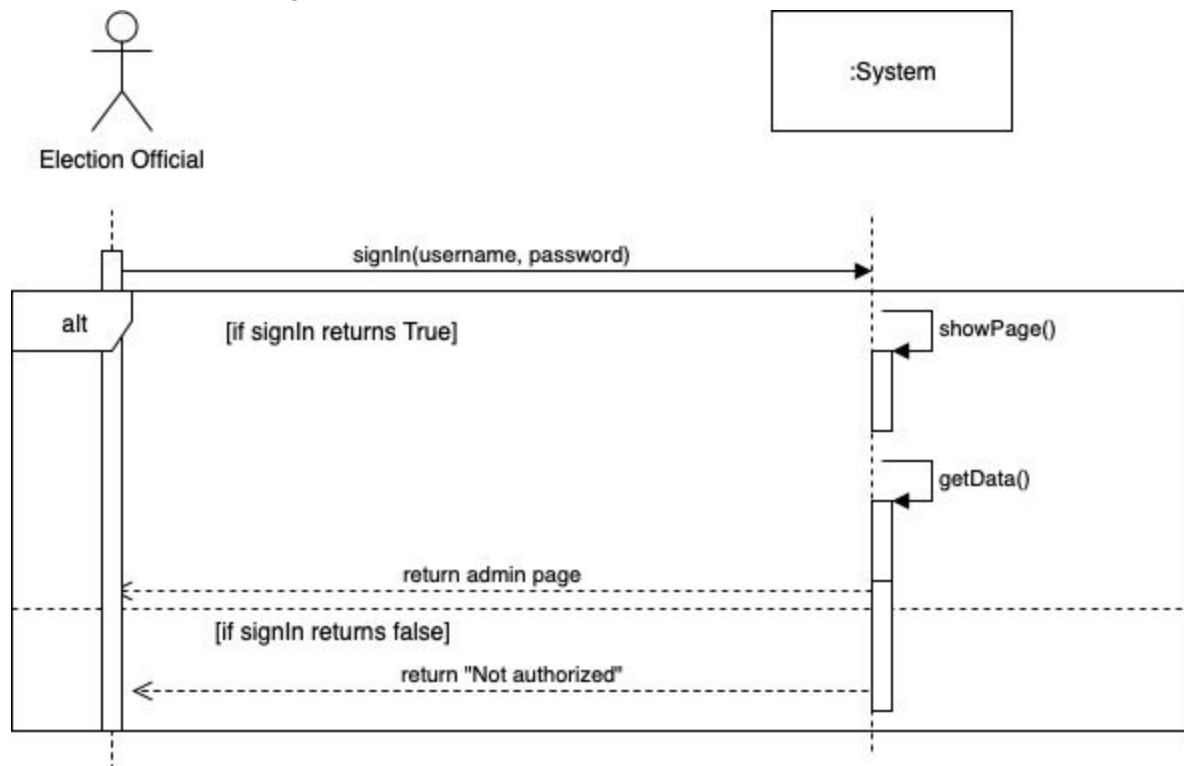 Election Official
:System
signIn(username, password)
alt
[if signIn returns True]
showPage()
getData()
return admin page
[if signIn returns false]
return "Not authorized"